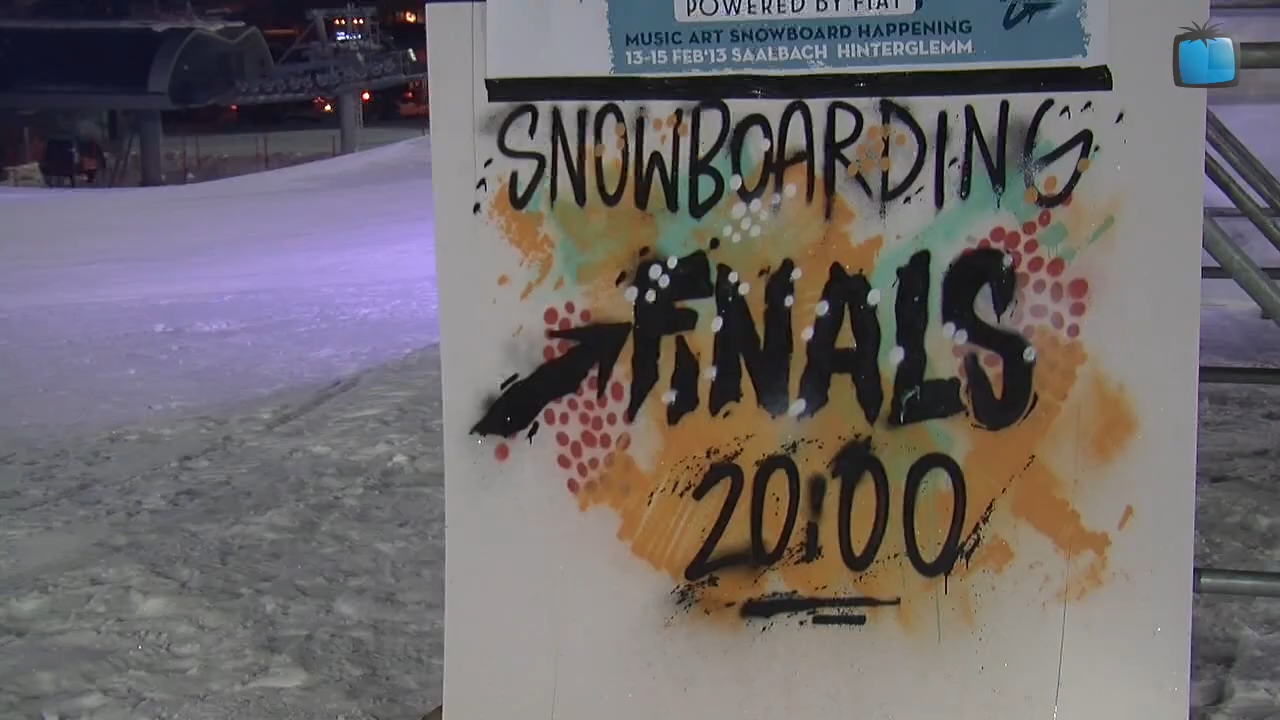 POWERED BY FIAT
MUSIC ART SNOWBOARD HAPPENING
13-15 FEB'13 SAALBACH HINTERGLEMM
SNOWBOARDING
FINALS
20:00